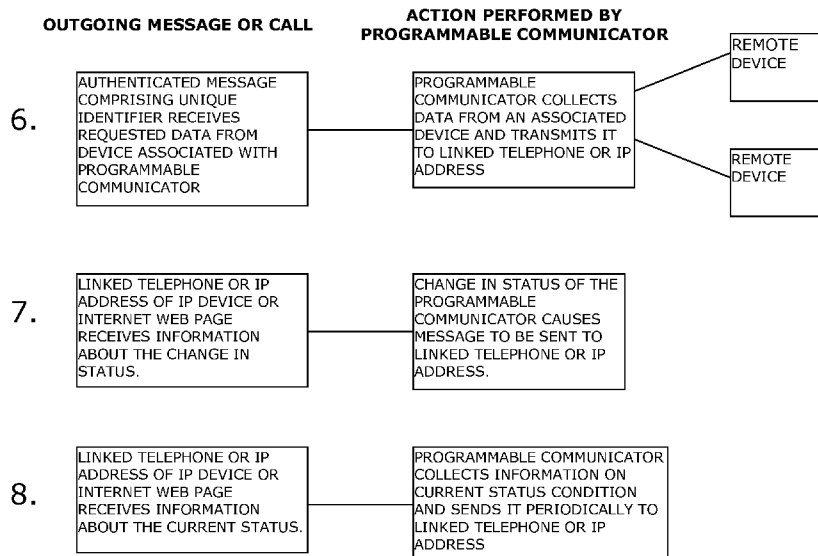 OUTGOING MESSAGE OR CALL
ACTION PERFORMED BY
PROGRAMMABLE COMMUNICATOR
6.
AUTHENTICATED MESSAGE
COMPRISING UNIQUE
IDENTIFIER RECEIVES
REQUESTED DATA FROM
DEVICE ASSOCIATED WITH
PROGRAMMABLE
COMMUNICATOR
PROGRAMMABLE
COMMUNICATOR COLLECTS
DATA FROM AN ASSOCIATED
DEVICE AND TRANSMITS IT
TO LINKED TELEPHONE OR IP
ADDRESS
REMOTE
DEVICE
REMOTE
DEVICE
7.
LINKED TELEPHONE OR IP
ADDRESS OF IP DEVICE OR
INTERNET WEB PAGE
RECEIVES INFORMATION
ABOUT THE CHANGE IN
STATUS.
CHANGE IN STATUS OF THE
PROGRAMMABLE
COMMUNICATOR CAUSES
MESSAGE TO BE SENT TO
LINKED TELEPHONE OR IP
ADDRESS.
8.
LINKED TELEPHONE OR IP
ADDRESS OF IP DEVICE OR
INTERNET WEB PAGE
RECEIVES INFORMATION
ABOUT THE CURRENT STATUS.
PROGRAMMABLE COMMUNICATOR
COLLECTS INFORMATION ON
CURRENT STATUS CONDITION
AND SENDS IT PERIODICALLY TO
LINKED TELEPHONE OR IP
ADDRESS